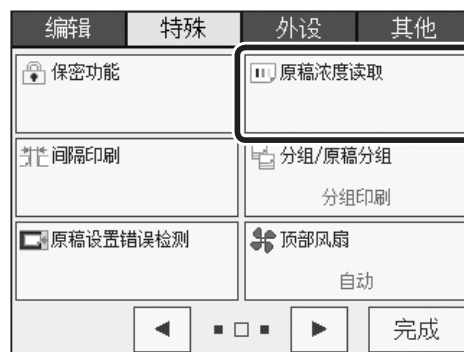 编辑 特殊 外设 其他
保密功能 原稿浓度读取
间隔印刷 分组/原稿分组
分组印刷
原稿设置错误检测 顶部风扇
自动
完成